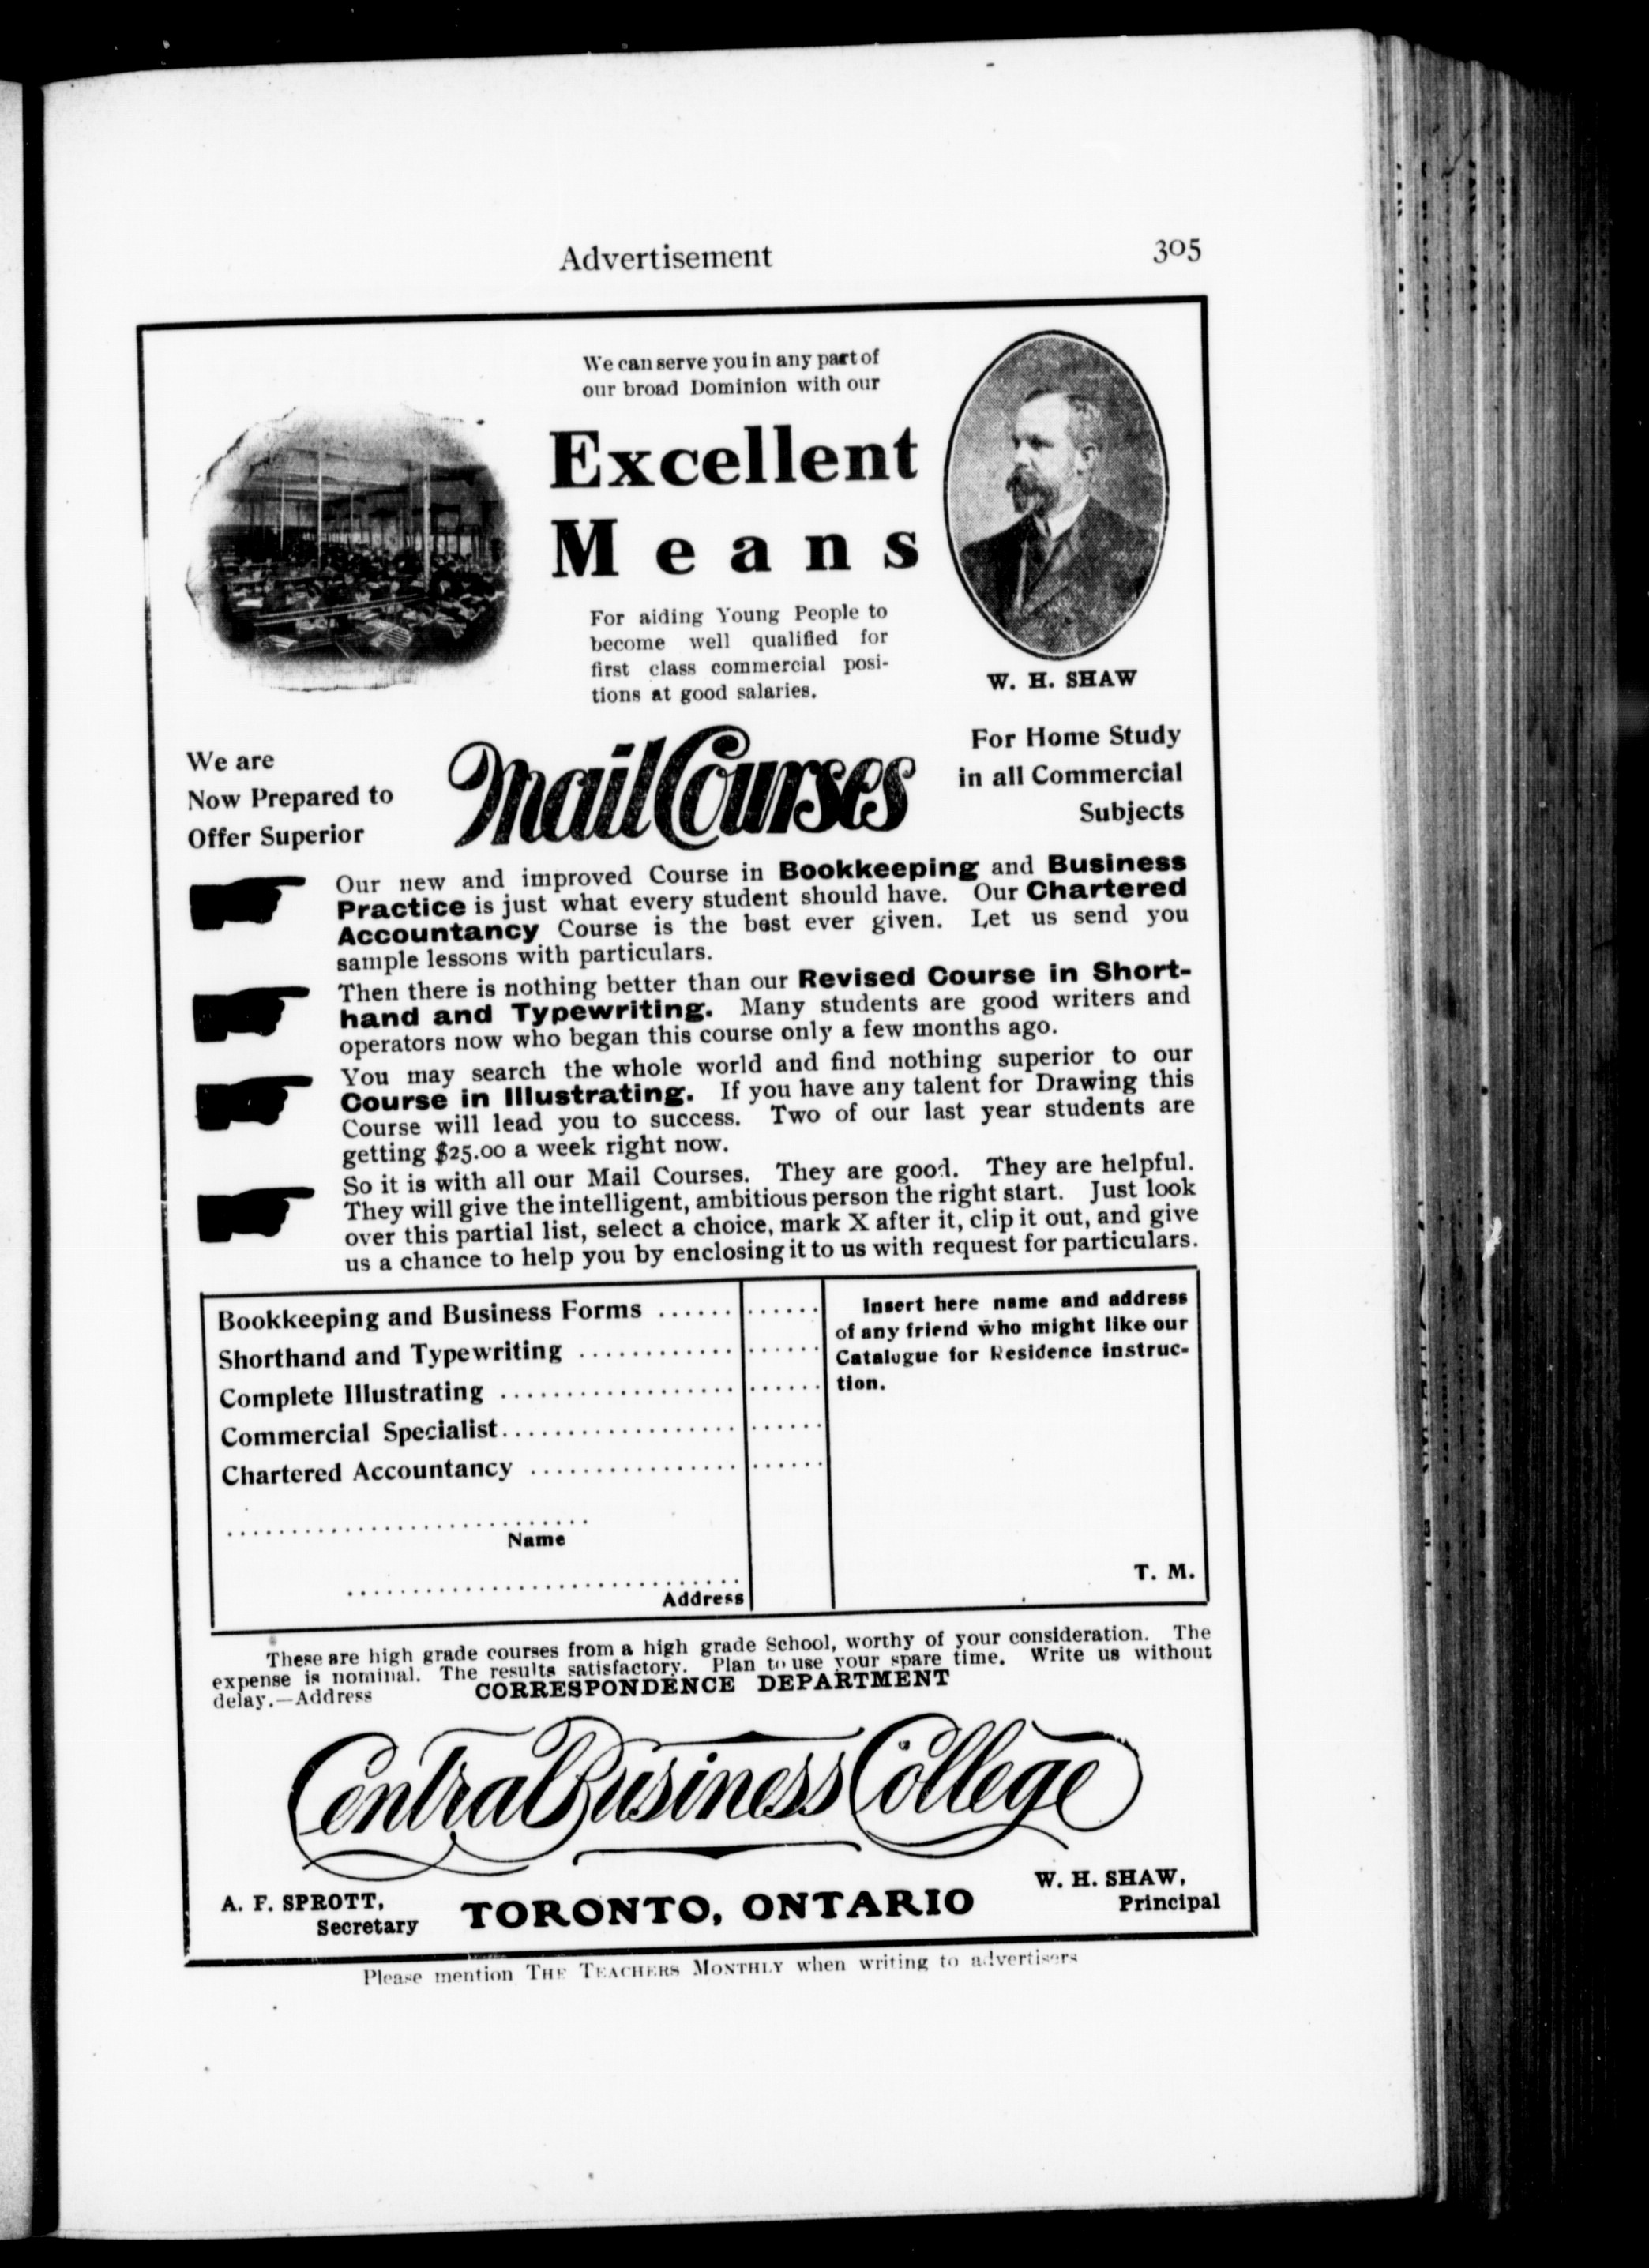 Advertisement 305
We can serve you in any part of
our broad Dominion with our
Excellent
Means
For aiding Young People to
become well qualified for
first class commercial posi-
tions at good salaries.
W. H. SHAW
We are
Now Prepared to
Offer Superior
Mail Courses
For Home Study
in all Commercial
Subjects
Our new and improved Course in Bookkeeping and Business
Practice is just what every student should have. Our Chartered
Accountancy Course is the best ever given. Let us send you
sample lessons with particulars.
Then there is nothing better than our Revised Course in Short-
hand and Typewriting. Many students are good writers and
operators now who began this course only a few months ago.
You may search the whole world and find nothing superior to our
Course in Illustrating. If you have any talent for Drawing this
Course will lead you to success. Two of our last year students are
getting $25.00 a week right now.
So it is with all our Mail Courses. They are good. They are helpful.
They will give the intelligent, ambitious person the right start. Just look
over this partial list, select a choice, mark X after it, clip it out, and give
us a chance to help you by enclosing it to us with request for particulars.
Bookkeeping and Business Forms ...... ......
Shorthand and Typewriting ............ ......
Complete Illustrating .................. ......
Commercial Specialist.................. ......
Chartered Accountancy ................ ......
............................
Name
..............................
Address
Insert here name and address
of any friend who might like our
Catalogue for Residence instruc-
tion.
T. M.
These are high grade courses from a high grade School, worthy of your consideration. The
expense is nominal. The results satisfactory. Plan to use your spare time. Write us without
delay.—Address CORRESPONDENCE DEPARTMENT
Central Business College
A. F. SPROTT,
Secretary
TORONTO, ONTARIO
W. H. SHAW,
Principal
Please mention THE TEACHERS MONTHLY when writing to advertisers